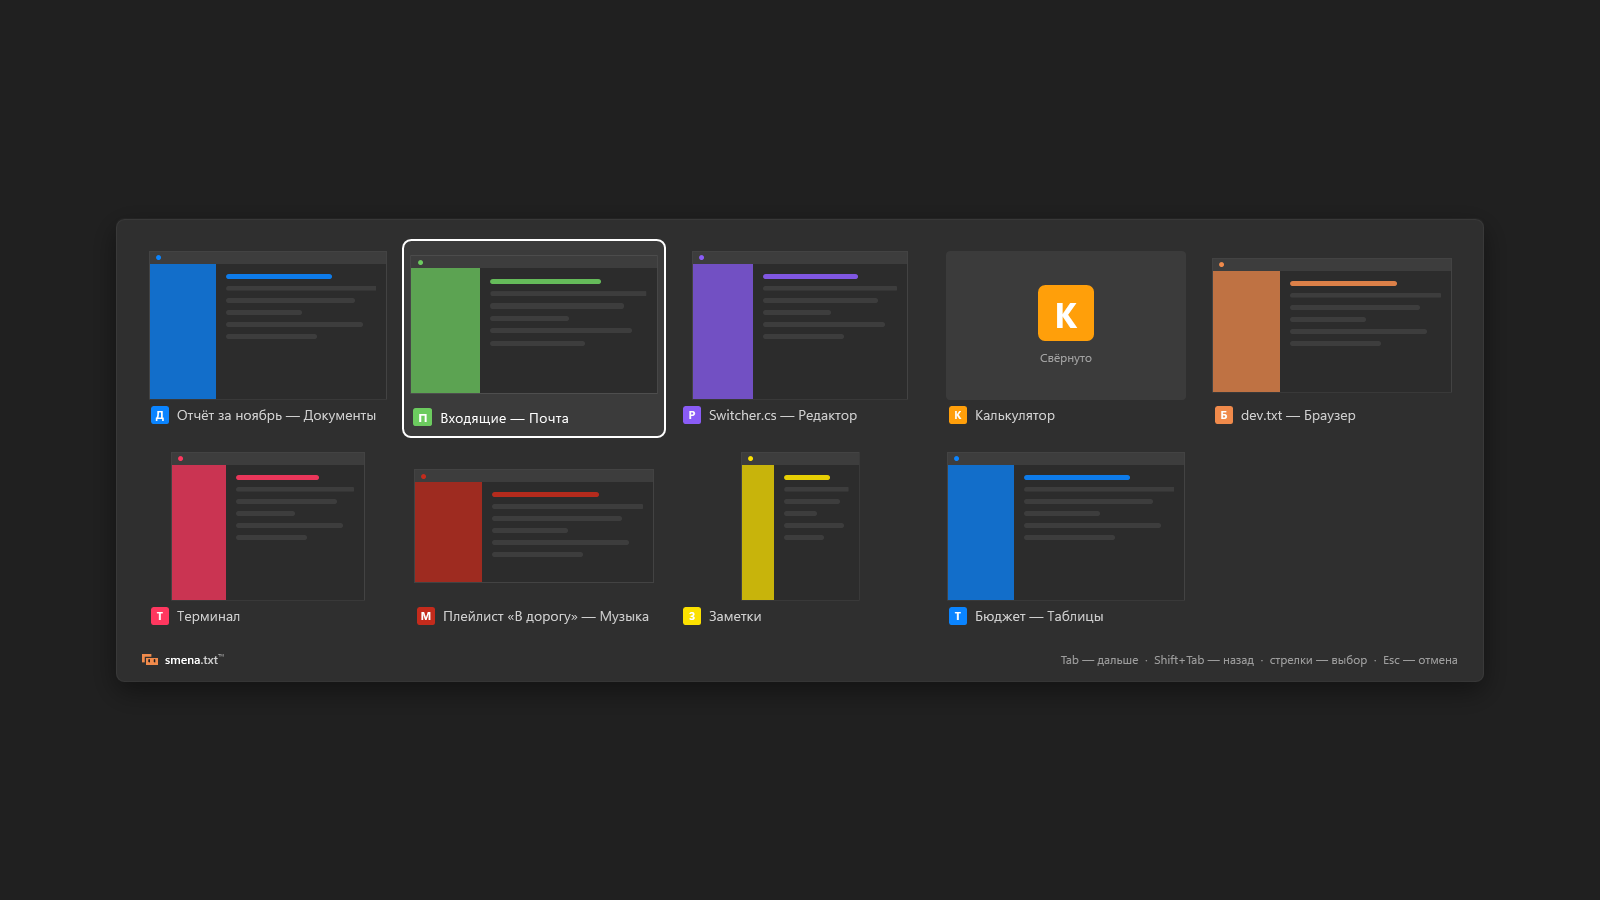 К
Свёрнуто
Д Отчёт за ноябрь — Документы
П Входящие — Почта
P Switcher.cs — Редактор
К Калькулятор
Б dev.txt — Браузер
Т Терминал
М Плейлист «В дорогу» — Музыка
З Заметки
Т Бюджет — Таблицы
smena.txt™
Tab — дальше · Shift+Tab — назад · стрелки — выбор · Esc — отмена